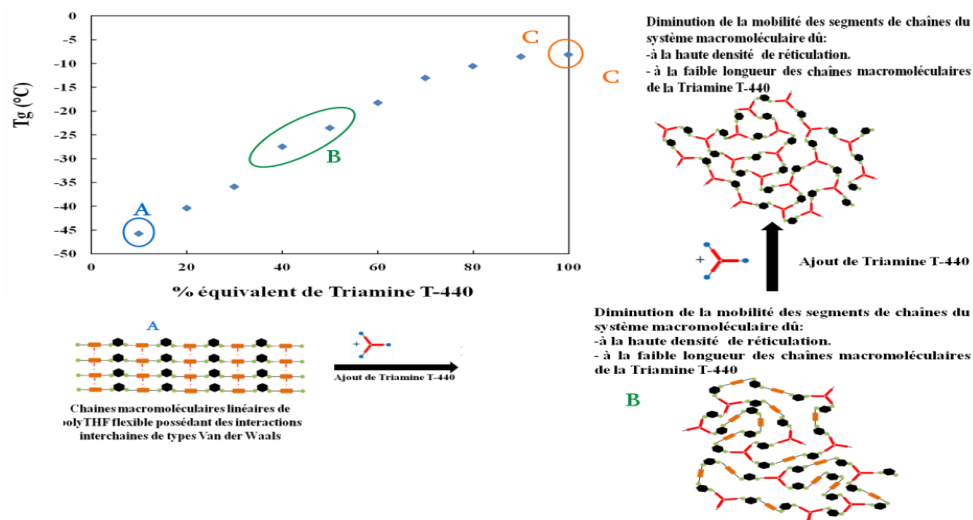 -0
-5
-10
-15
-20
-25
-30
-35
-40
-45
-50
Tg (°C)
A
B
C
0 20 40 60 80 100
% équivalent de Triamine T-440
Diminution de la mobilité des segments de chaînes du
système macromoléculaire dû:
-à la haute densité de réticulation.
- à la faible longueur des chaînes macromoléculaires
de la Triamine T-440
C
+
Ajout de Triamine T-440
Diminution de la mobilité des segments de chaînes du
système macromoléculaire dû:
-à la haute densité de réticulation.
- à la faible longueur des chaînes macromoléculaires
de la Triamine T-440
B
A
+
Ajout de Triamine T-440
Chaines macromoléculaires linéaires de
olyTHF flexible possédant des interactions
interchaines de types Van der Waals